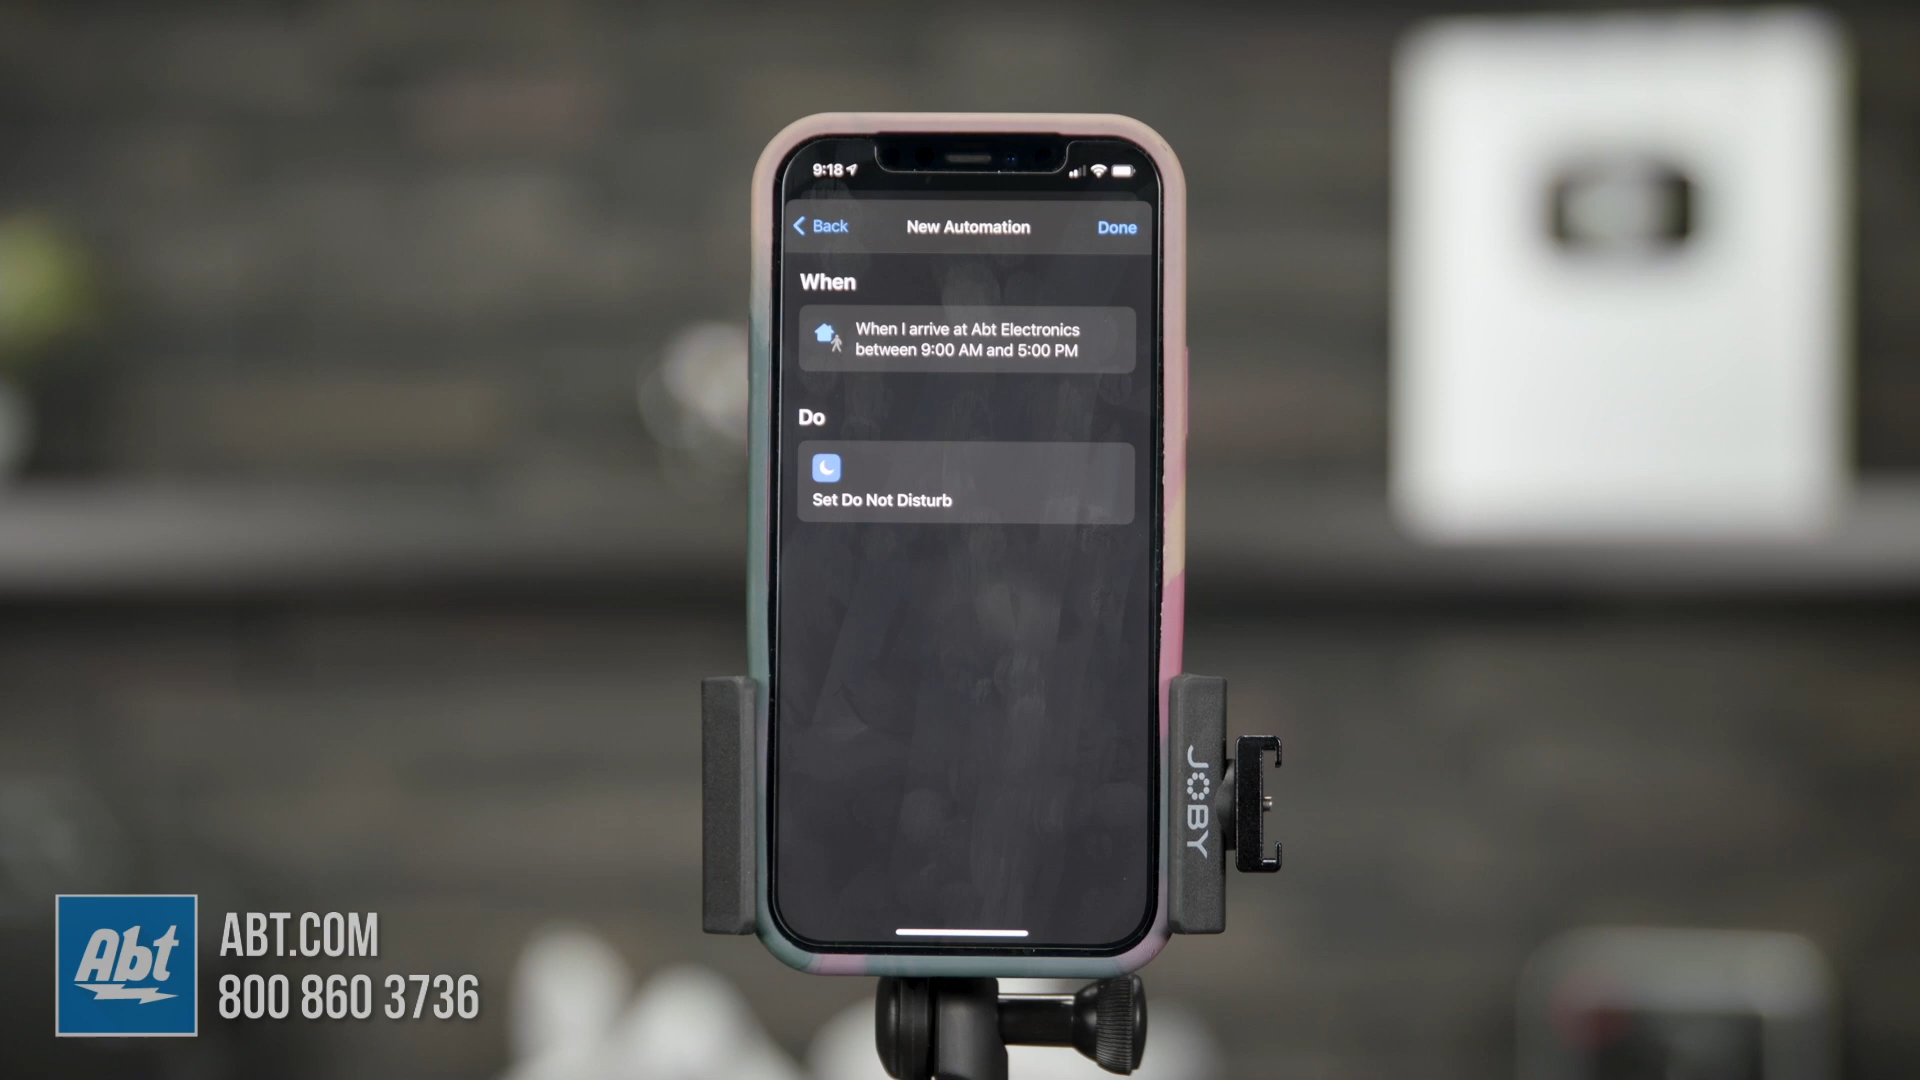 9:18
Back
New Automation
Done
When
When I arrive at Abt Electronics
between 9:00 AM and 5:00 PM
Do
Set Do Not Disturb
JOBY
Abt
ABT.COM
800 860 3736